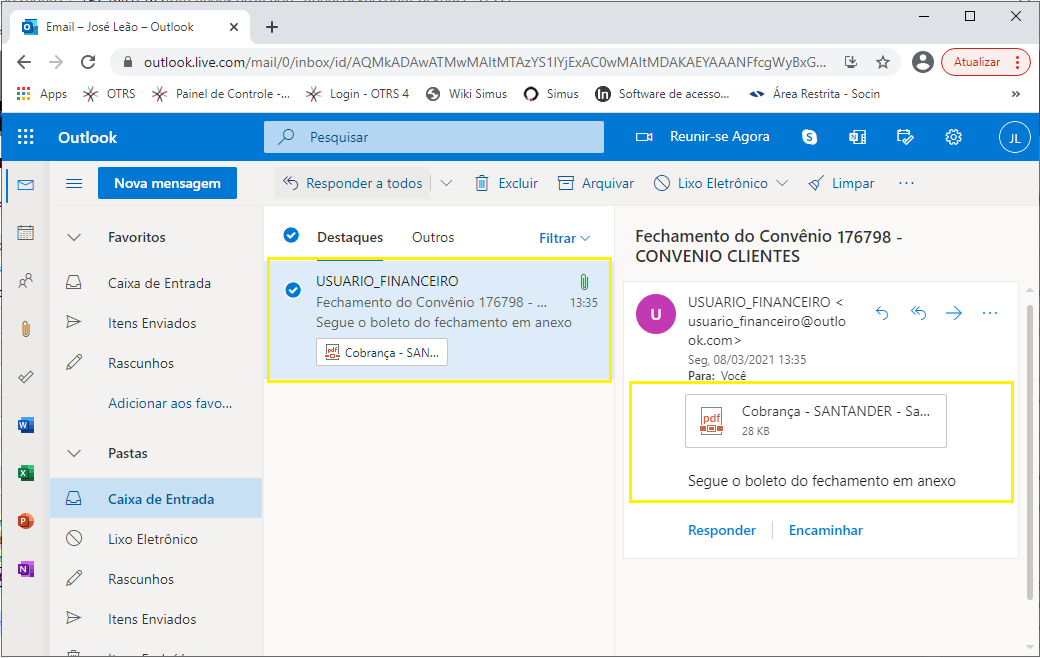 Email – José Leão – Outlook
outlook.live.com/mail/0/inbox/id/AQMkADAwATMwMAItMTAzYS1lYjExAC0wMAItMDAKAEYAAANFfcgWyBxG...
Atualizar
Apps
OTRS
Painel de Controle -...
Login - OTRS 4
Wiki Simus
Simus
Software de acesso...
Área Restrita - Socin
»
Outlook
Pesquisar
Reunir-se Agora
JL
Nova mensagem
Responder a todos
Excluir
Arquivar
Lixo Eletrônico
Limpar
...
Favoritos
Caixa de Entrada
Itens Enviados
Rascunhos
Adicionar aos favo...
Pastas
Caixa de Entrada
Lixo Eletrônico
Rascunhos
Itens Enviados
Destaques
Outros
Filtrar
USUARIO_FINANCEIRO
Fechamento do Convênio 176798 - ...
13:35
Segue o boleto do fechamento em anexo
pdf
Cobrança - SAN...
Fechamento do Convênio 176798 -
CONVENIO CLIENTES
U
USUARIO_FINANCEIRO <
usuario_financeiro@outlo
ok.com>
Seg, 08/03/2021 13:35
Para: Você
pdf
Cobrança - SANTANDER - Sa...
28 KB
Segue o boleto do fechamento em anexo
Responder
Encaminhar